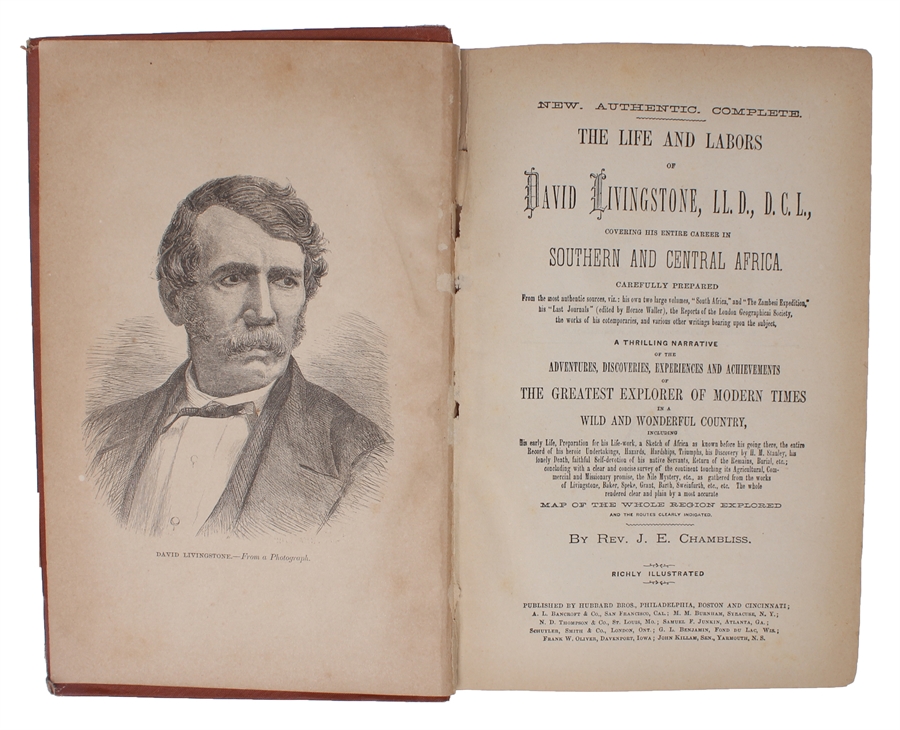 DAVID LIVINGSTONE.—From a Photograph.
NEW. AUTHENTIC. COMPLETE.
THE LIFE AND LABORS
OF
DAVID LIVINGSTONE, LL. D., D. C. L.,
COVERING HIS ENTIRE CAREER IN
SOUTHERN AND CENTRAL AFRICA.
CAREFULLY PREPARED
From the most authentic sources, viz.: his own two large volumes, "South Africa," and "The Zambesi Expedition,"
his "Last Journals" (edited by Horace Waller), the Reports of the London Geographical Society,
the works of his cotemporaries, and various other writings bearing upon the subject,
A THRILLING NARRATIVE
OF THE
ADVENTURES, DISCOVERIES, EXPERIENCES AND ACHIEVEMENTS
OF
THE GREATEST EXPLORER OF MODERN TIMES
IN A
WILD AND WONDERFUL COUNTRY,
INCLUDING
His early Life, Preparation for his Life-work, a Sketch of Africa as known before his going there, the entire
Record of his heroic Undertakings, Hazards, Hardships, Triumphs, his Discovery by H. M. Stanley, his
lonely Death, faithful Self-devotion of his native Servants, Return of the Remains, Burial, etc.;
concluding with a clear and concise survey of the continent touching its Agricultural, Com-
mercial and Missionary promise, the Nile Mystery, etc., as gathered from the works
of Livingstone, Baker, Speke, Grant, Barth, Sweinfurth, etc., etc. The whole
rendered clear and plain by a most accurate
MAP OF THE WHOLE REGION EXPLORED
AND THE ROUTES CLEARLY INDICATED.
BY REV. J. E. CHAMBLISS.
RICHLY ILLUSTRATED
PUBLISHED BY HUBBARD BROS., PHILADELPHIA, BOSTON AND CINCINNATI;
A. L. BANCROFT & CO., SAN FRANCISCO, CAL.; M. M. BURNHAM, SYRACUSE, N. Y.;
N. D. THOMPSON & CO., ST. LOUIS, MO.; SAMUEL F. JUNKIN, ATLANTA, GA.;
SCHUYLER, SMITH & CO., LONDON, ONT.; G. L. BENJAMIN, FOND DU LAC, WIS.;
FRANK W. OLIVER, DAVENPORT, IOWA; JOHN KILLAM, SEN., YARMOUTH, N. S.